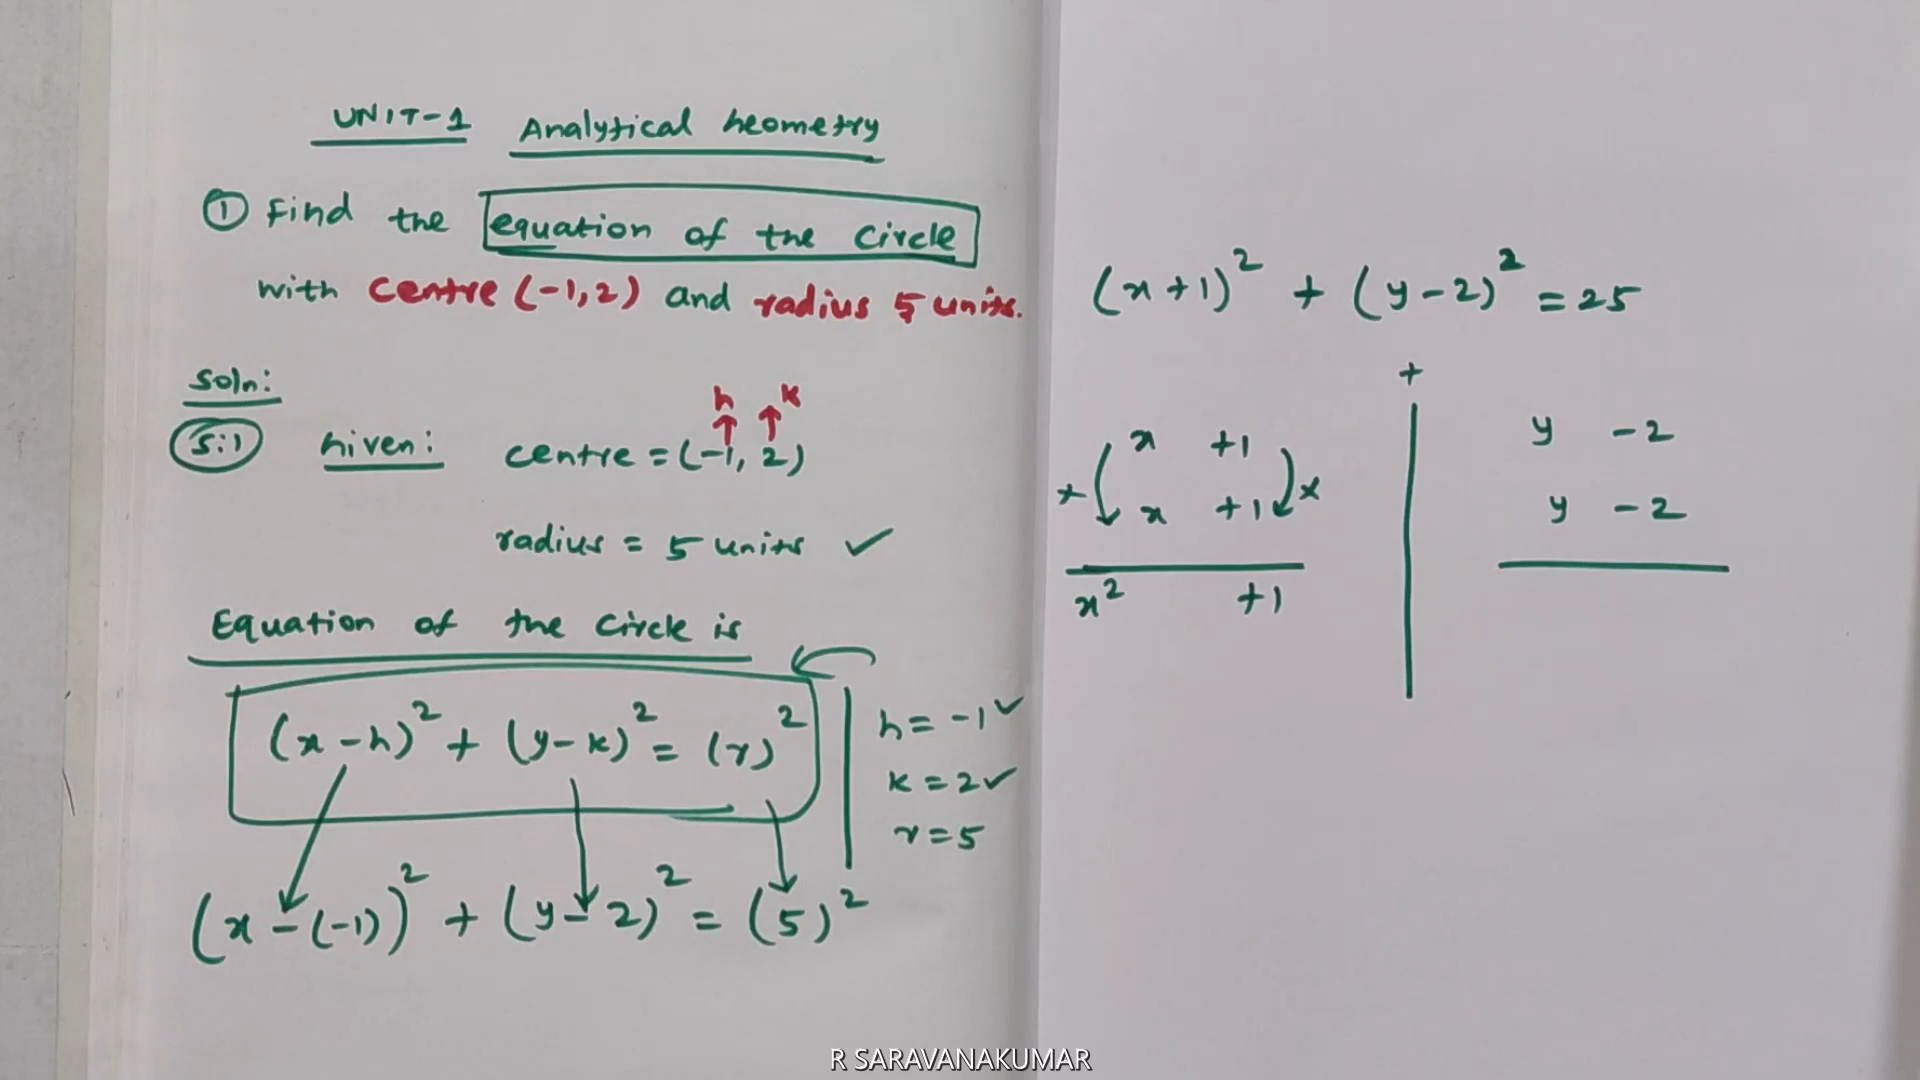 UNIT-1 Analytical Geometry
① Find the equation of the Circle
with centre (-1,2) and radius 5 units.
Soln:
h k
S:1 Given: centre = (-1, 2)
radius = 5 units ✓
Equation of the circle is
(x-h)² + (y-k)² = (r)²
h = -1 ✓
k = 2 ✓
r = 5
(x-(-1))² + (y-2)² = (5)²
(x+1)² + (y-2)² = 25
+
x +1 y -2
x x +1 x y -2
x² +1
R SARAVANAKUMAR